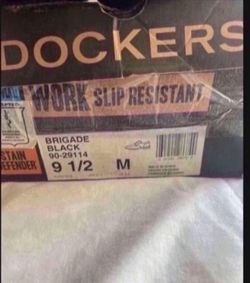 DOCKERS
WORK SLIP RESISTANT
BRIGADE
BLACK
90-29114
9 1/2 M
STAIN
DEFENDER